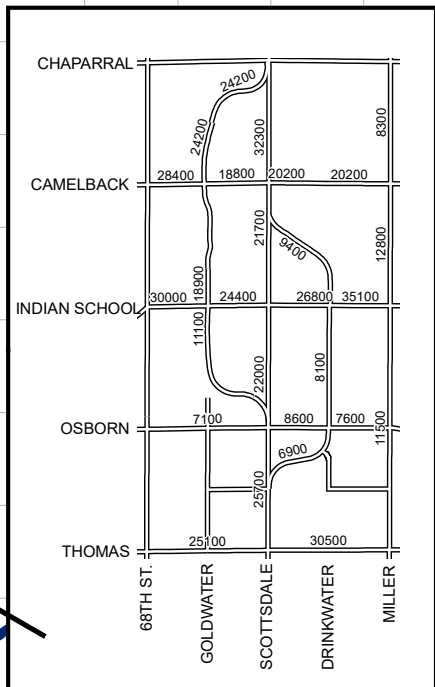 CHAPARRAL
24200
24200
32300
8300
28400 18800 20200 20200
CAMELBACK
21700
9400
12800
18900
30000 24400 26800 35100
INDIAN SCHOOL
11100
8100
22000
11500
7100 8600 7600
OSBORN
6900
25700
25100 30500
THOMAS
68TH ST.
GOLDWATER
SCOTTSDALE
DRINKWATER
MILLER